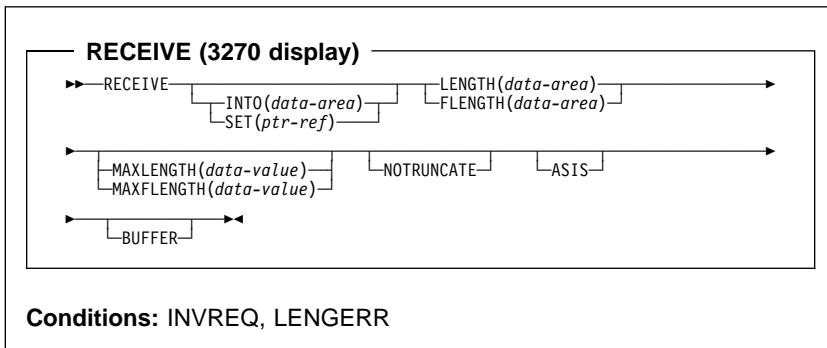 RECEIVE (3270 display)
RECEIVE LENGTH(data-area)
INTO(data-area) FLENGTH(data-area)
SET(ptr-ref)
MAXLENGTH(data-value) NOTRUNCATE ASIS
MAXFLENGTH(data-value)
BUFFER
Conditions: INVREQ, LENGERR